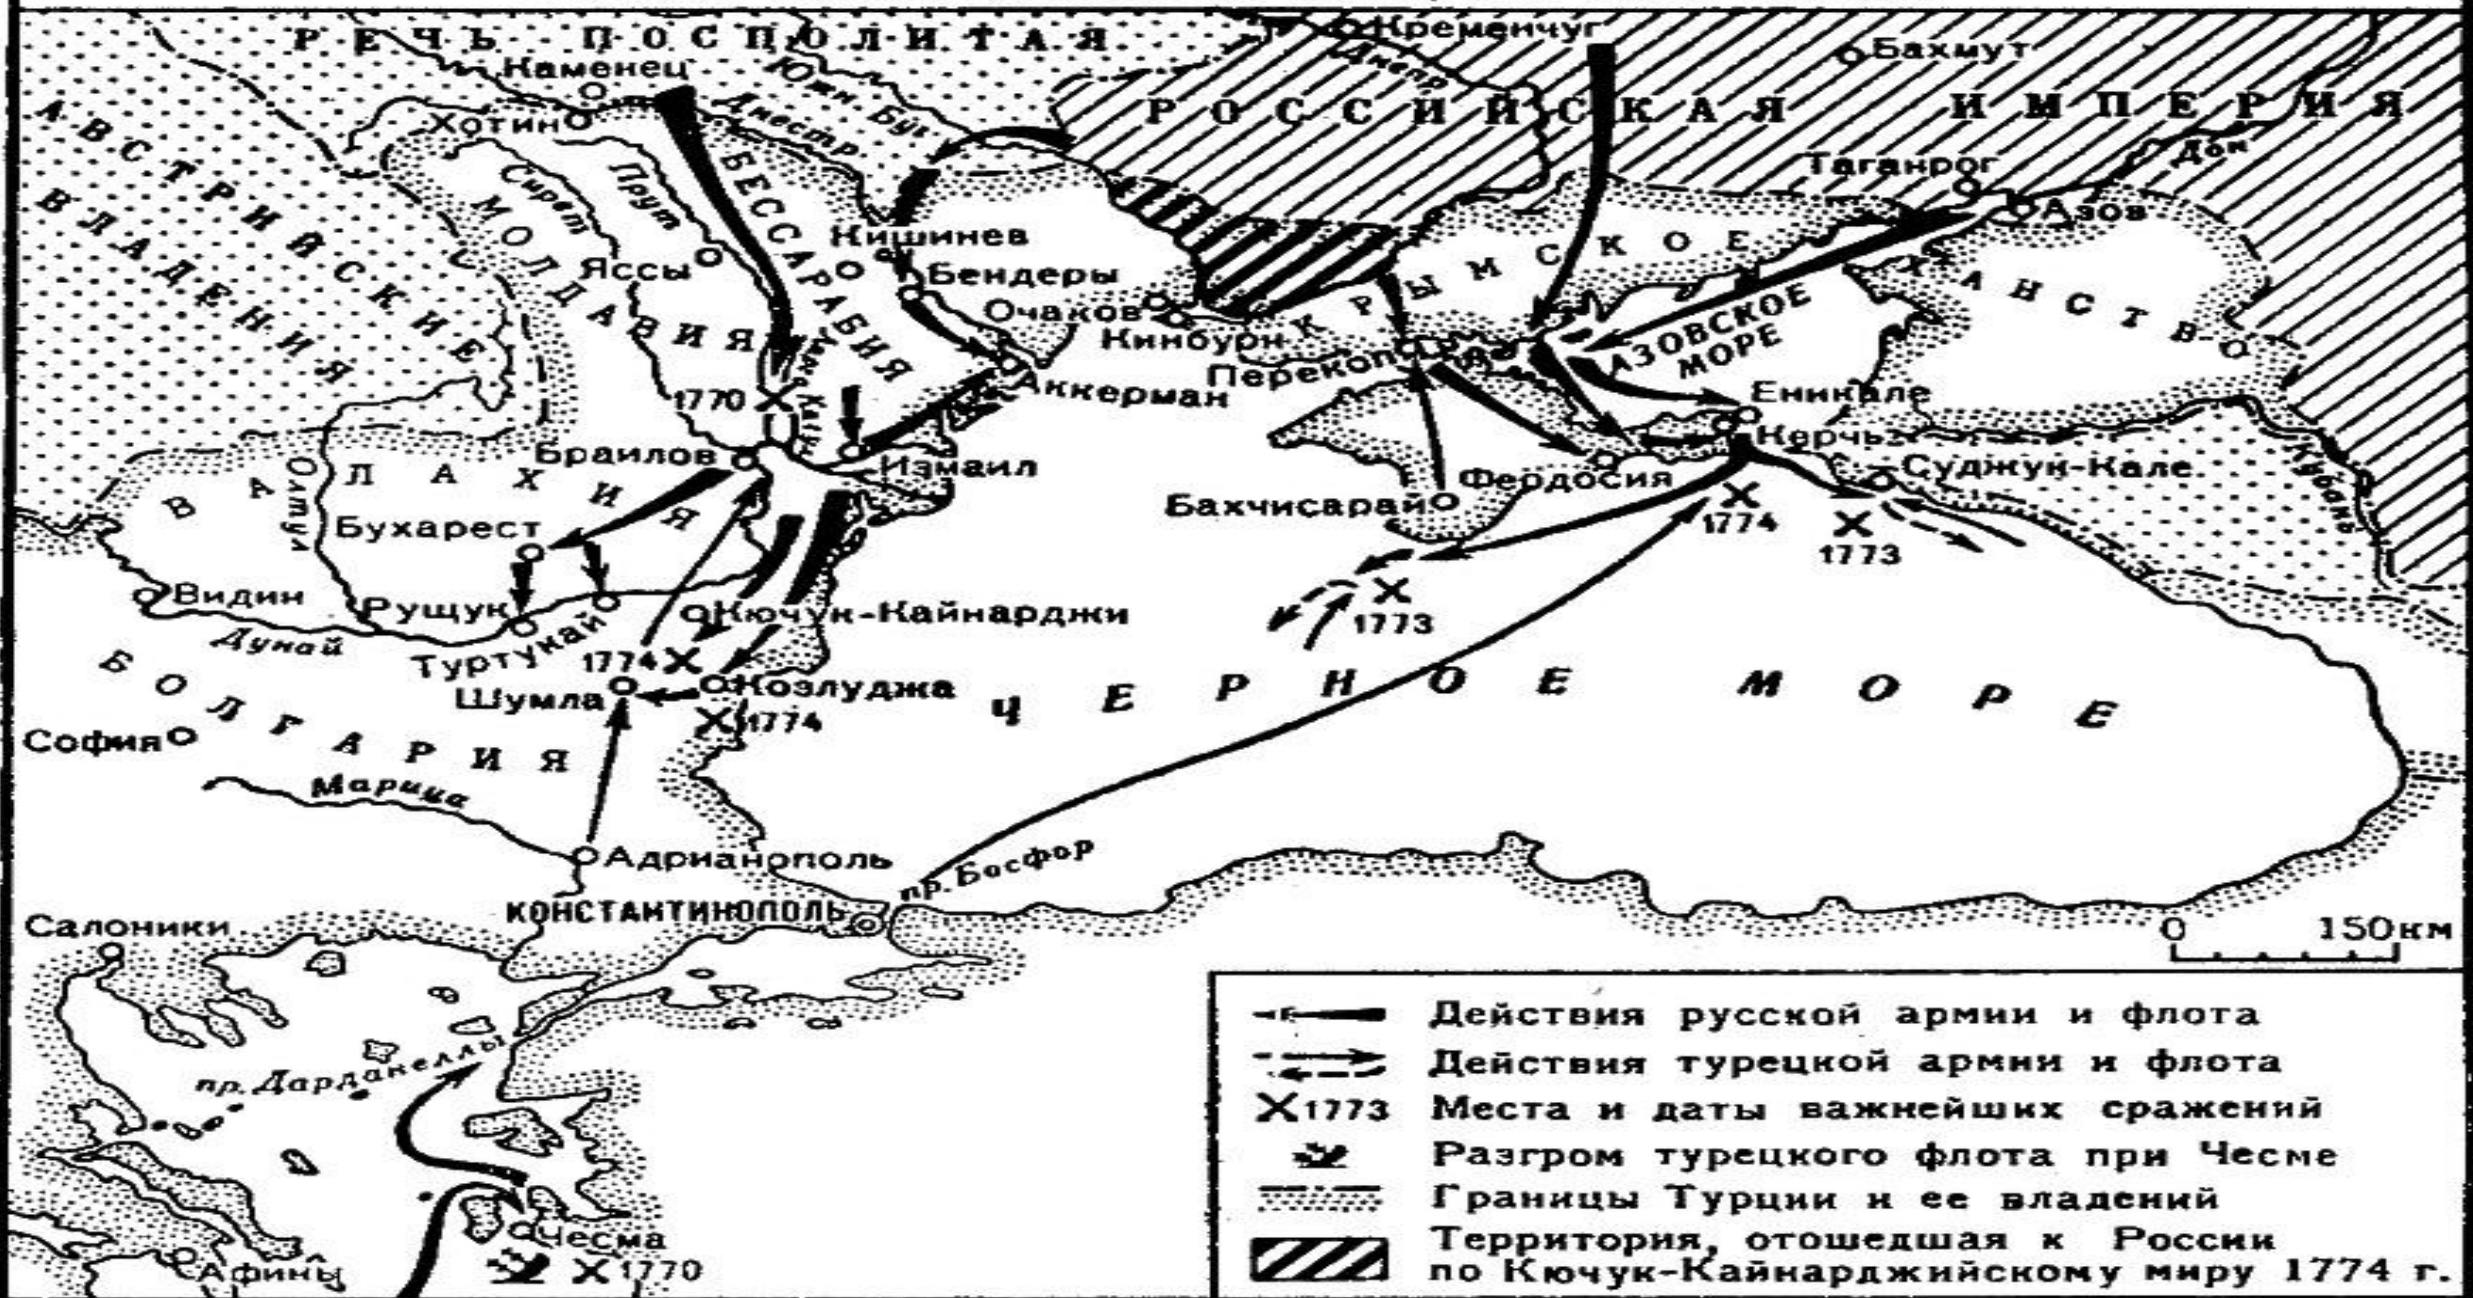 РЕЧЬ ПОСПОЛИТАЯ
Кременчуг
Бахмут
Каменец
Южн. Буг
Днепр
АВСТРИЙСКИЕ ВЛАДЕНИЯ
Хотин
Днестр
РОССИЙСКАЯ ИМПЕРИЯ
Дон
Таганрог
Азов
Сирет
Прут
БЕССАРАБИЯ
МОЛДАВИЯ
Кишинев
Яссы
Бендеры
КРЫМСКОЕ ХАНСТВО
Очаков
Кинбурн
АЗОВСКОЕ
МОРЕ
Перекоп
Аккерман
1770
Еникале
Керчь
Браилов
Измаил
Фердосия
Суджук-Кале
Кубань
ВАЛАХИЯ
Бахчисарай
1774
1773
Бухарест
Видин
Рущук
Кючук-Кайнарджи
1773
Дунай
Туртукай
1774
Шумла
Козлуджа
1774
ЧЕРНОЕ МОРЕ
БОЛГАРИЯ
София
Марица
Адрианополь
пр. Босфор
КОНСТАНТИНОПОЛЬ
Салоники
0 150км
пр. Дарданеллы
Чесма
1770
Афины
Действия русской армии и флота
Действия турецкой армии и флота
1773 Места и даты важнейших сражений
Разгром турецкого флота при Чесме
Границы Турции и ее владений
Территория, отошедшая к России
по Кючук-Кайнарджийскому миру 1774 г.